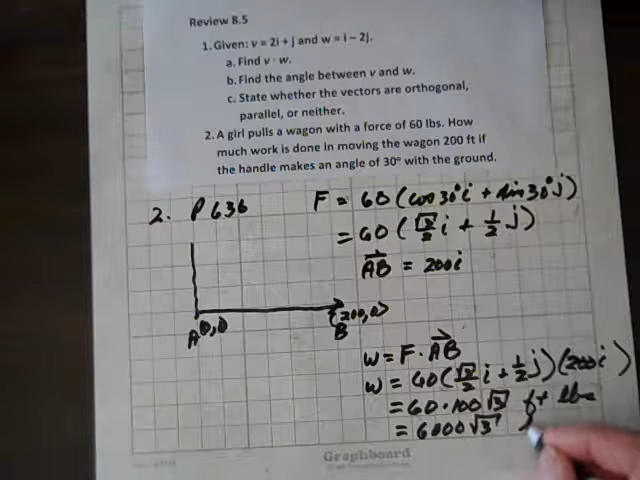 Review 8.5
1. Given: v = 2i + j and w = i – 2j.
a. Find v · w.
b. Find the angle between v and w.
c. State whether the vectors are orthogonal,
parallel, or neither.
2. A girl pulls a wagon with a force of 60 lbs. How
much work is done in moving the wagon 200 ft if
the handle makes an angle of 30° with the ground.
2. P 636
F = 60 (cos 30° i + sin 30° j)
= 60 (√3/2 i + 1/2 j)
AB = 200i
A (0,0)
(200,0)
B
W = F · AB
W = 60 (√3/2 i + 1/2 j) (200i)
= 60 · 100√3 ft lbs
= 6000√3
Graphboard